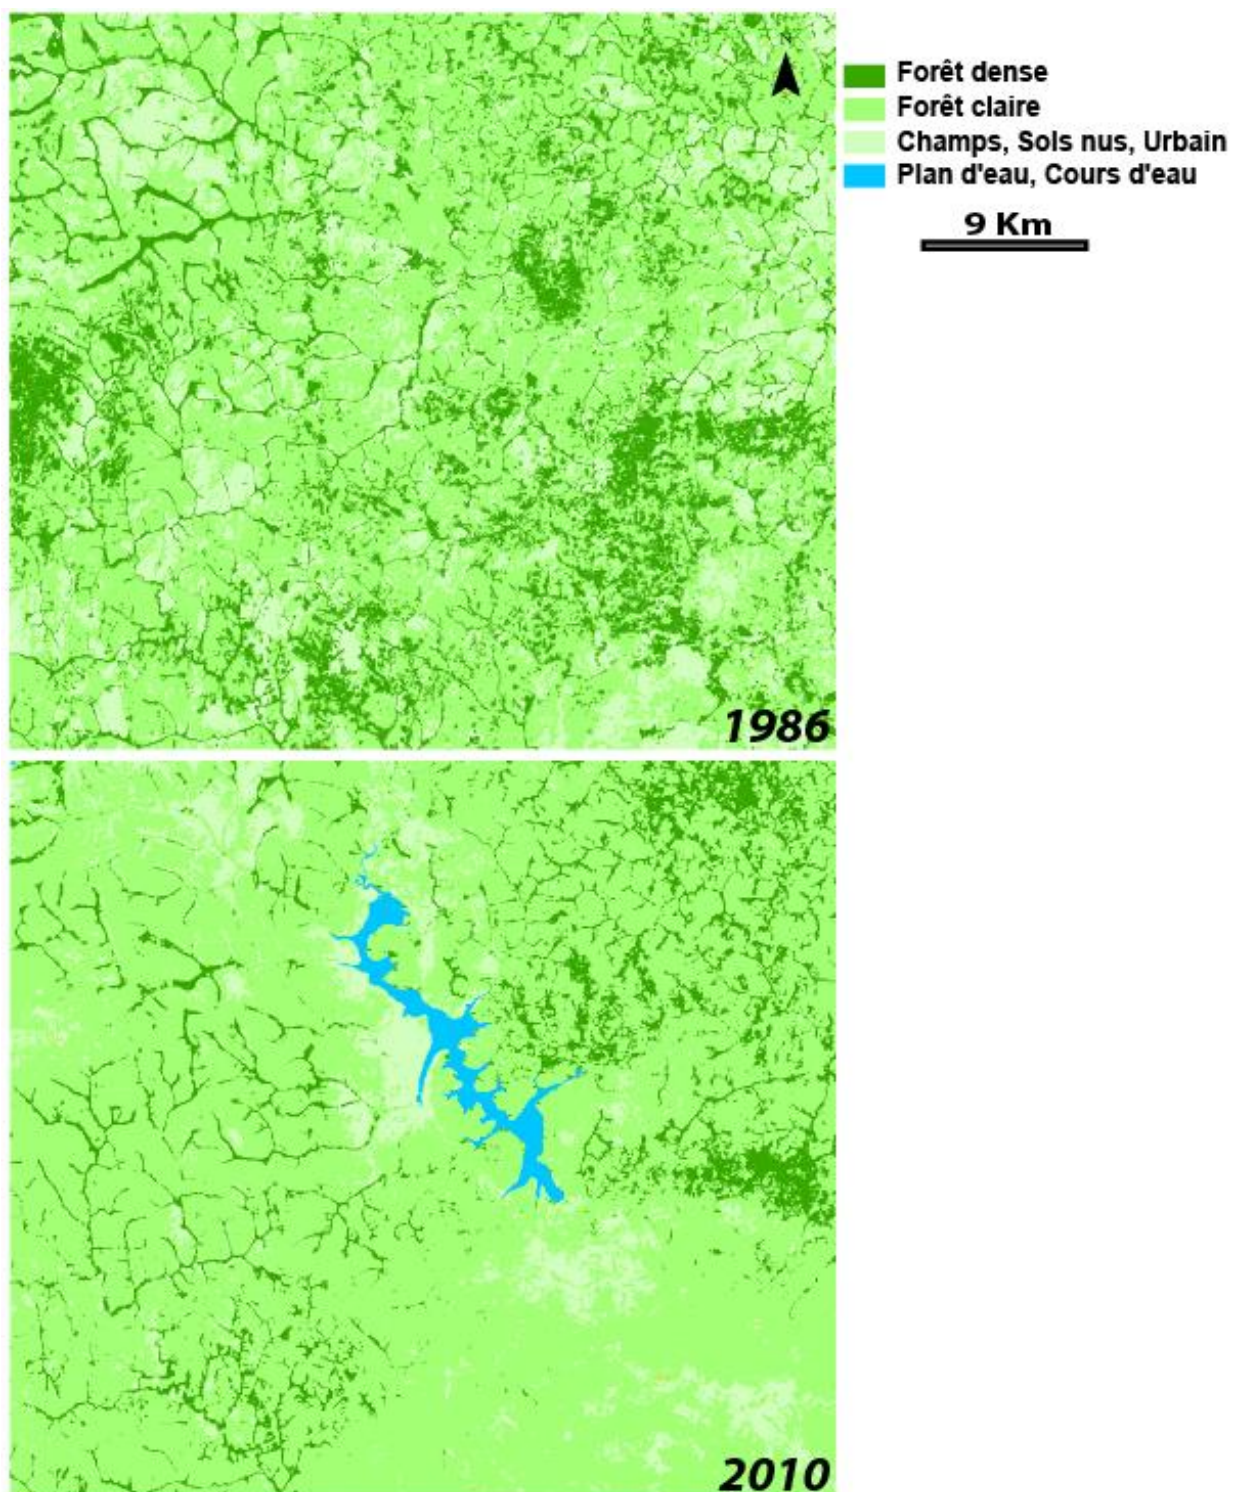 N
Forêt dense
Forêt claire
Champs, Sols nus, Urbain
Plan d'eau, Cours d'eau
9 Km
1986
2010